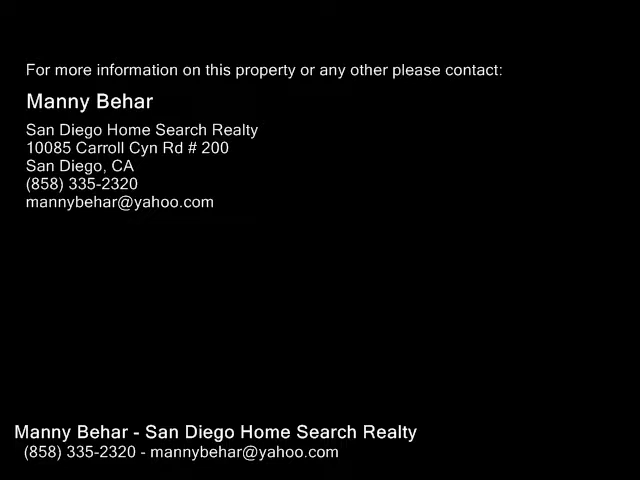 For more information on this property or any other please contact:
Manny Behar
San Diego Home Search Realty
10085 Carroll Cyn Rd # 200
San Diego, CA
(858) 335-2320
mannybehar@yahoo.com
Manny Behar - San Diego Home Search Realty
(858) 335-2320 - mannybehar@yahoo.com